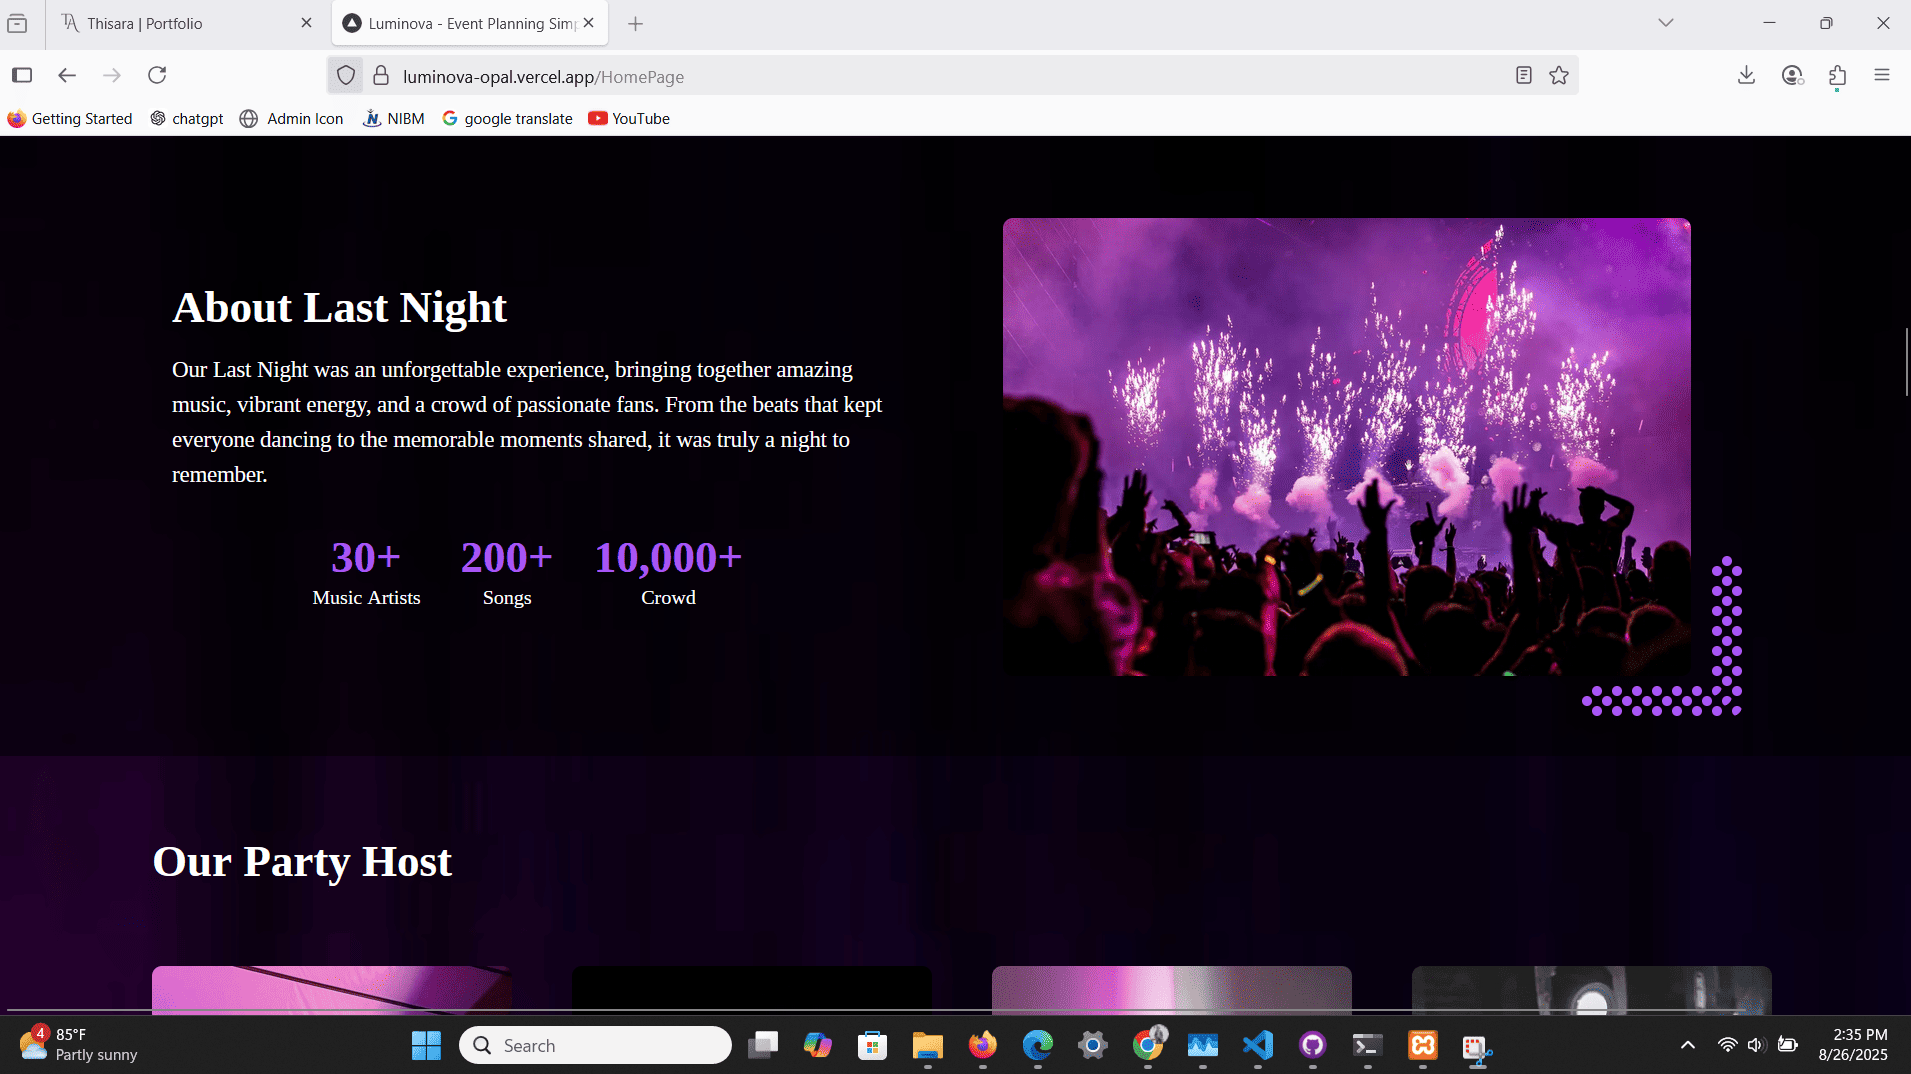 Thisara | Portfolio
Luminova - Event Planning Sim
luminova-opal.vercel.app/HomePage
Getting Started
chatgpt
Admin Icon
NIBM
google translate
YouTube
About Last Night
Our Last Night was an unforgettable experience, bringing together amazing
music, vibrant energy, and a crowd of passionate fans. From the beats that kept
everyone dancing to the memorable moments shared, it was truly a night to
remember.
30+ 200+ 10,000+
Music Artists Songs Crowd
Our Party Host
4
85°F
Partly sunny
Search
2:35 PM
8/26/2025